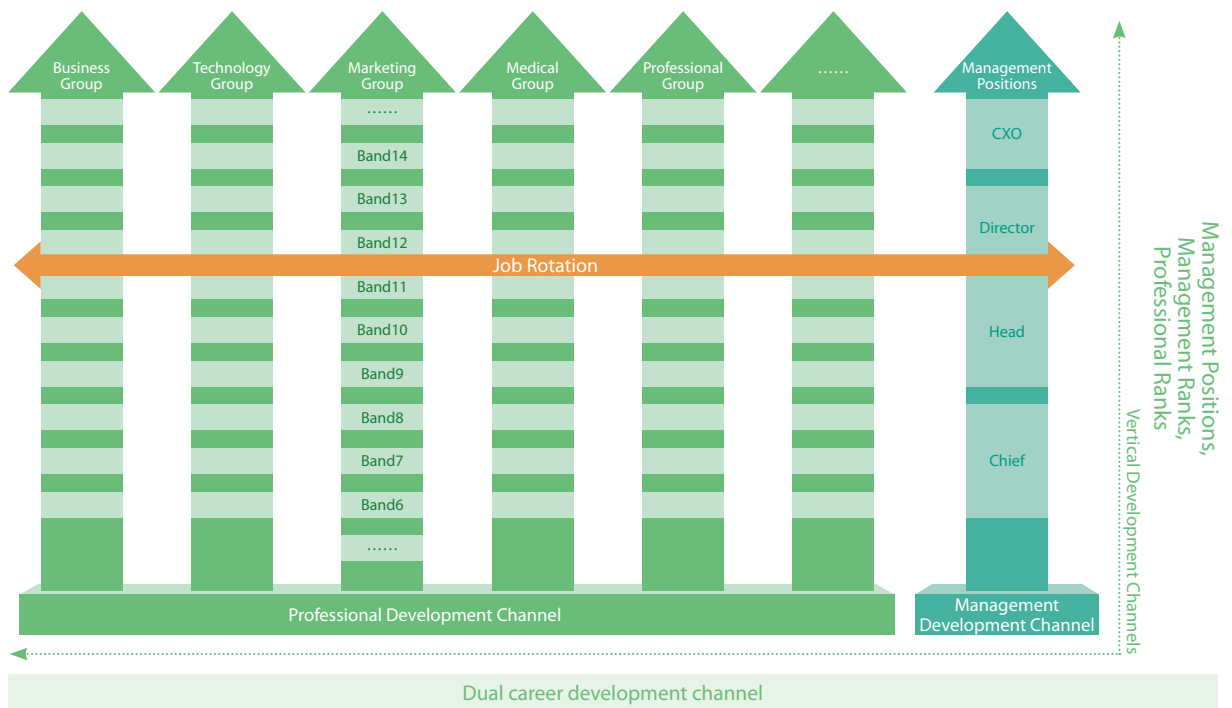 Business
Group
Technology
Group
Marketing
Group
Medical
Group
Professional
Group
......
Management
Positions
......
Band14
Band13
Band12
Job Rotation
Band11
Band10
Band9
Band8
Band7
Band6
......
CXO
Director
Head
Chief
Professional Development Channel
Management
Development Channel
Vertical Development Channels
Management Positions,
Management Ranks,
Professional Ranks
Dual career development channel